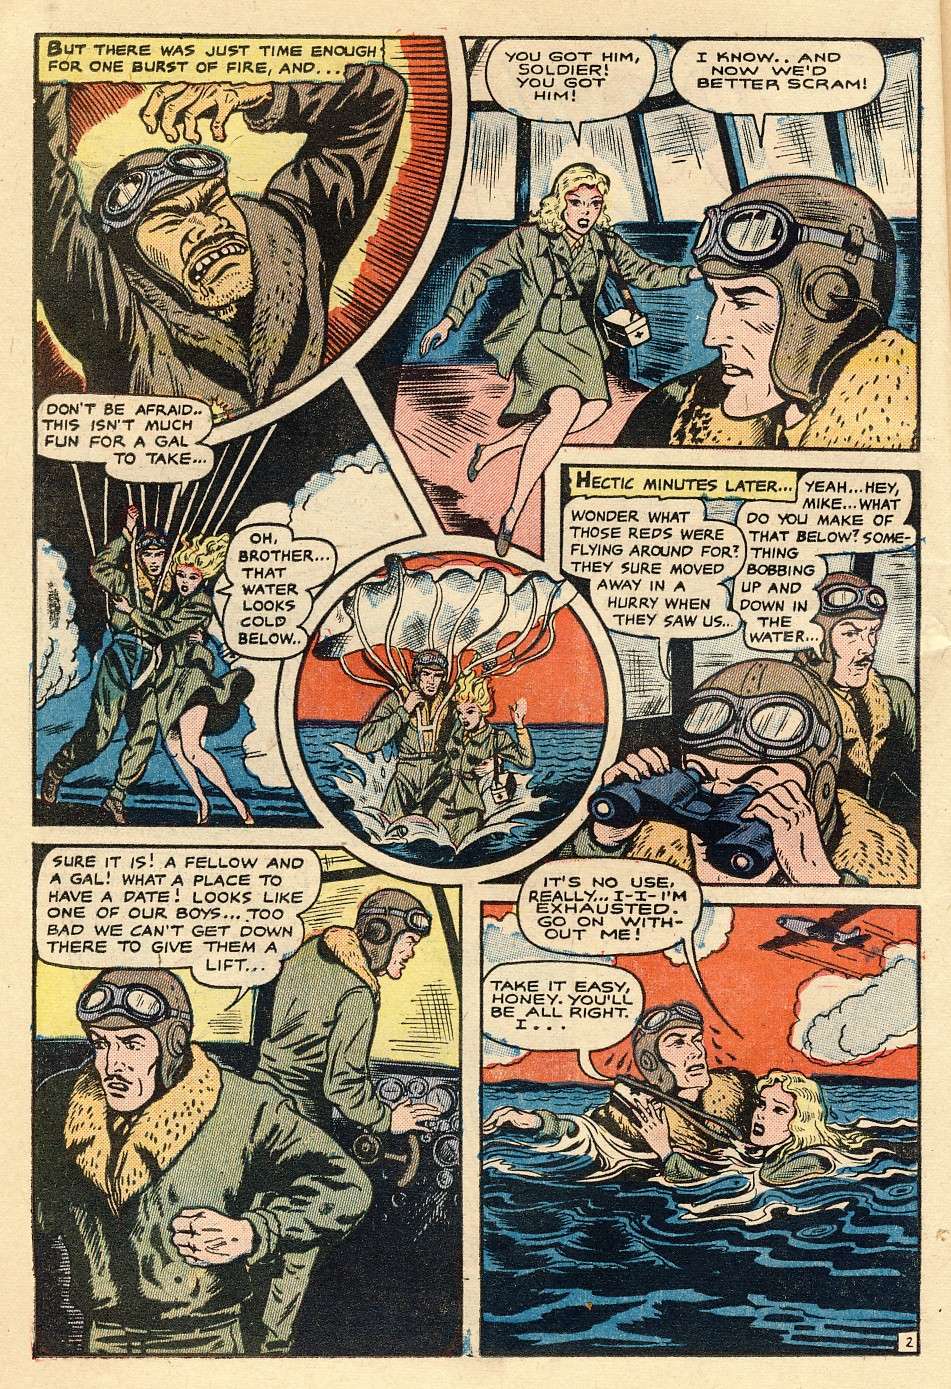 BUT THERE WAS JUST TIME ENOUGH
FOR ONE BURST OF FIRE, AND....
YOU GOT HIM,
SOLDIER!
YOU GOT
HIM!
I KNOW.. AND
NOW WE'D
BETTER SCRAM!
DON'T BE AFRAID..
THIS ISN'T MUCH
FUN FOR A GAL
TO TAKE...
OH,
BROTHER...
THAT
WATER
LOOKS
COLD
BELOW..
HECTIC MINUTES LATER...
WONDER WHAT
THOSE REDS WERE
FLYING AROUND FOR?
THEY SURE MOVED
AWAY IN A
HURRY WHEN
THEY SAW US...
YEAH...HEY,
MIKE...WHAT
DO YOU MAKE OF
THAT BELOW? SOME-
THING
BOBBING
UP AND
DOWN IN
THE
WATER...
SURE IT IS! A FELLOW AND
A GAL! WHAT A PLACE TO
HAVE A DATE! LOOKS LIKE
ONE OF OUR BOYS... TOO
BAD WE CAN'T GET DOWN
THERE TO GIVE THEM A
LIFT...
IT'S NO USE,
REALLY... I-I-I'M
EXHAUSTED.
GO ON WITH-
OUT ME!
TAKE IT EASY,
HONEY. YOU'LL
BE ALL RIGHT.
I...
2